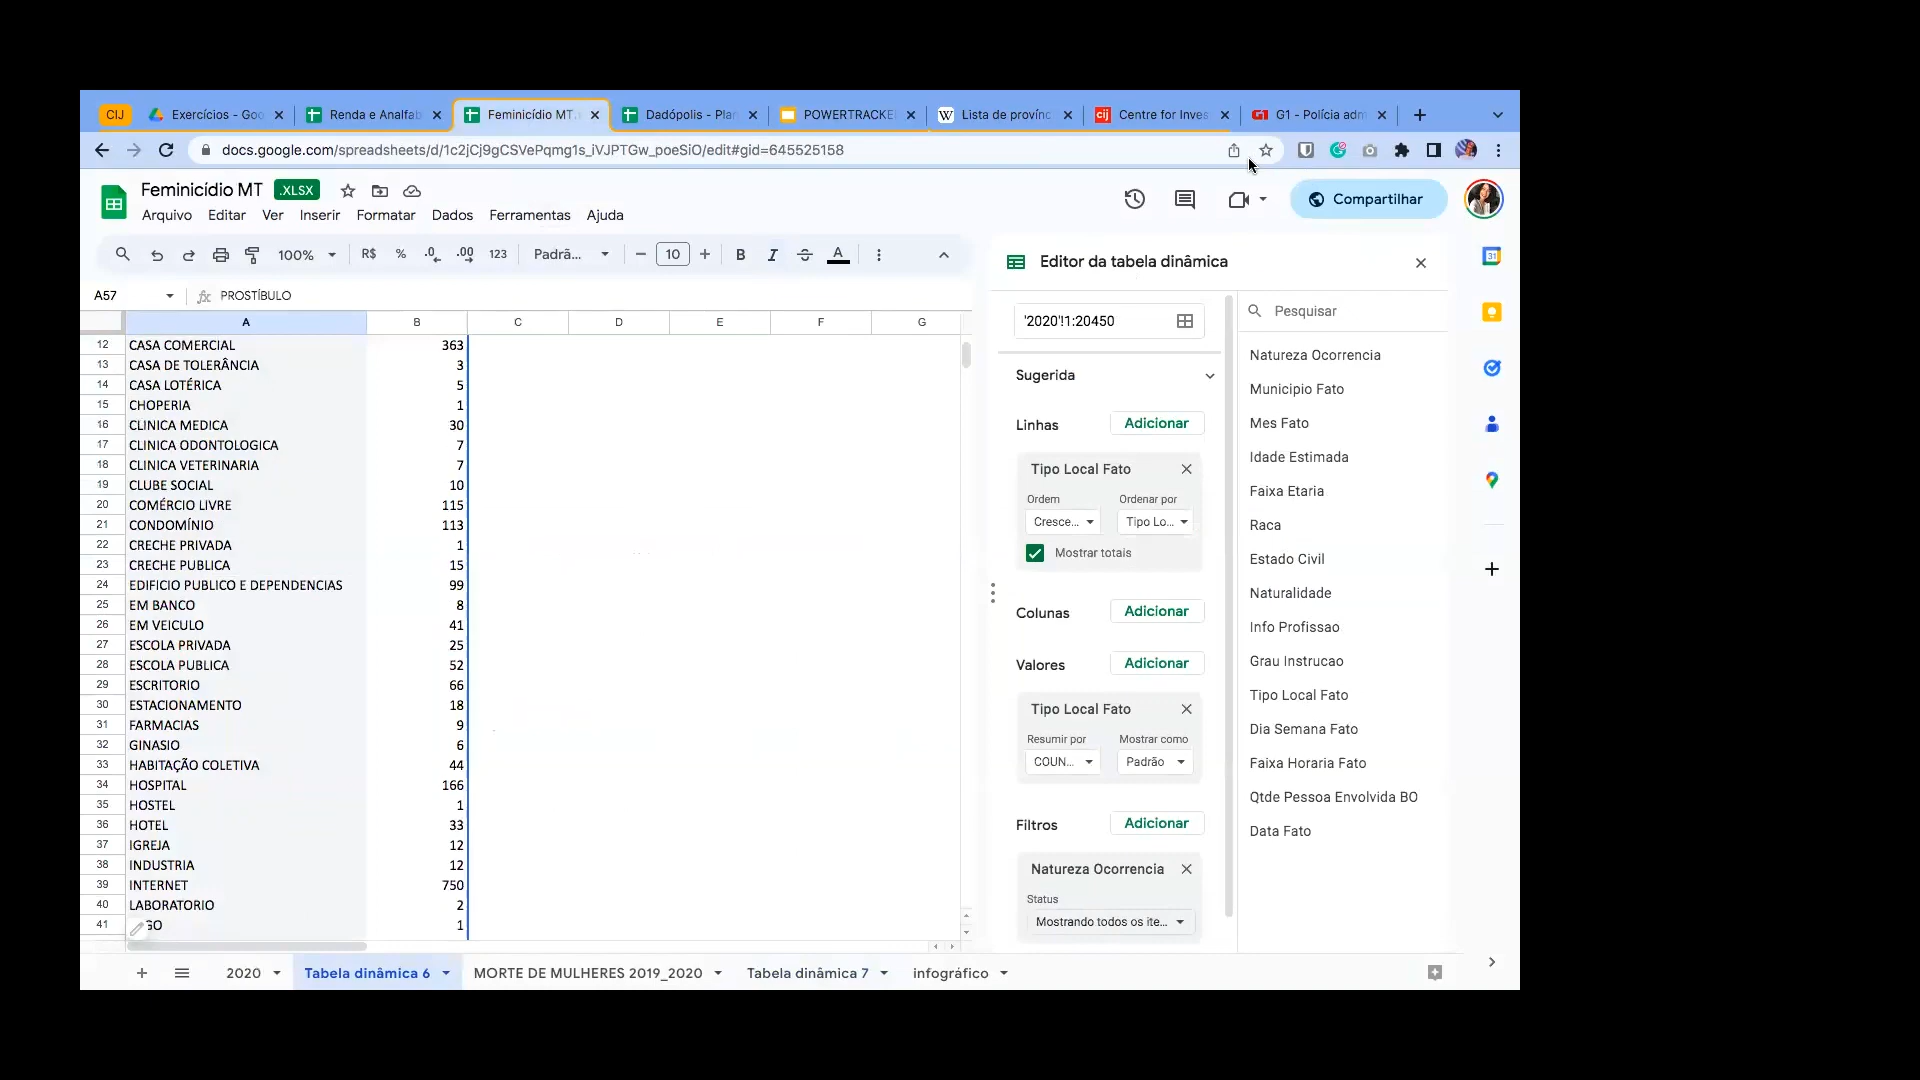 CIJ
Exercícios - Goo
Renda e Analfab
Feminicídio MT.
Dadópolis - Plan
POWERTRACKE
Lista de provínc
Centre for Inves
G1 - Polícia adm
docs.google.com/spreadsheets/d/1c2jCj9gCSVePqmg1s_iVJPTGw_poeSiO/edit#gid=645525158
Feminicídio MT .XLSX
Arquivo Editar Ver Inserir Formatar Dados Ferramentas Ajuda
Compartilhar
100% R$ % .0 .00 123 Padrã... 10 B I S A
A57 fx PROSTÍBULO
A B C D E F G
12 CASA COMERCIAL 363
13 CASA DE TOLERÂNCIA 3
14 CASA LOTÉRICA 5
15 CHOPERIA 1
16 CLINICA MEDICA 30
17 CLINICA ODONTOLOGICA 7
18 CLINICA VETERINARIA 7
19 CLUBE SOCIAL 10
20 COMÉRCIO LIVRE 115
21 CONDOMÍNIO 113
22 CRECHE PRIVADA 1
23 CRECHE PUBLICA 15
24 EDIFICIO PUBLICO E DEPENDENCIAS 99
25 EM BANCO 8
26 EM VEICULO 41
27 ESCOLA PRIVADA 25
28 ESCOLA PUBLICA 52
29 ESCRITORIO 66
30 ESTACIONAMENTO 18
31 FARMACIAS 9
32 GINASIO 6
33 HABITAÇÃO COLETIVA 44
34 HOSPITAL 166
35 HOSTEL 1
36 HOTEL 33
37 IGREJA 12
38 INDUSTRIA 12
39 INTERNET 750
40 LABORATORIO 2
41 GO 1
Editor da tabela dinâmica
'2020'!1:20450
Sugerida
Linhas Adicionar
Tipo Local Fato
Ordem Ordenar por
Cresce... Tipo Lo...
Mostrar totais
Colunas Adicionar
Valores Adicionar
Tipo Local Fato
Resumir por Mostrar como
COUN... Padrão
Filtros Adicionar
Natureza Ocorrencia
Status
Mostrando todos os ite...
Pesquisar
Natureza Ocorrencia
Municipio Fato
Mes Fato
Idade Estimada
Faixa Etaria
Raca
Estado Civil
Naturalidade
Info Profissao
Grau Instrucao
Tipo Local Fato
Dia Semana Fato
Faixa Horaria Fato
Qtde Pessoa Envolvida BO
Data Fato
31
2020 Tabela dinâmica 6 MORTE DE MULHERES 2019_2020 Tabela dinâmica 7 infográfico